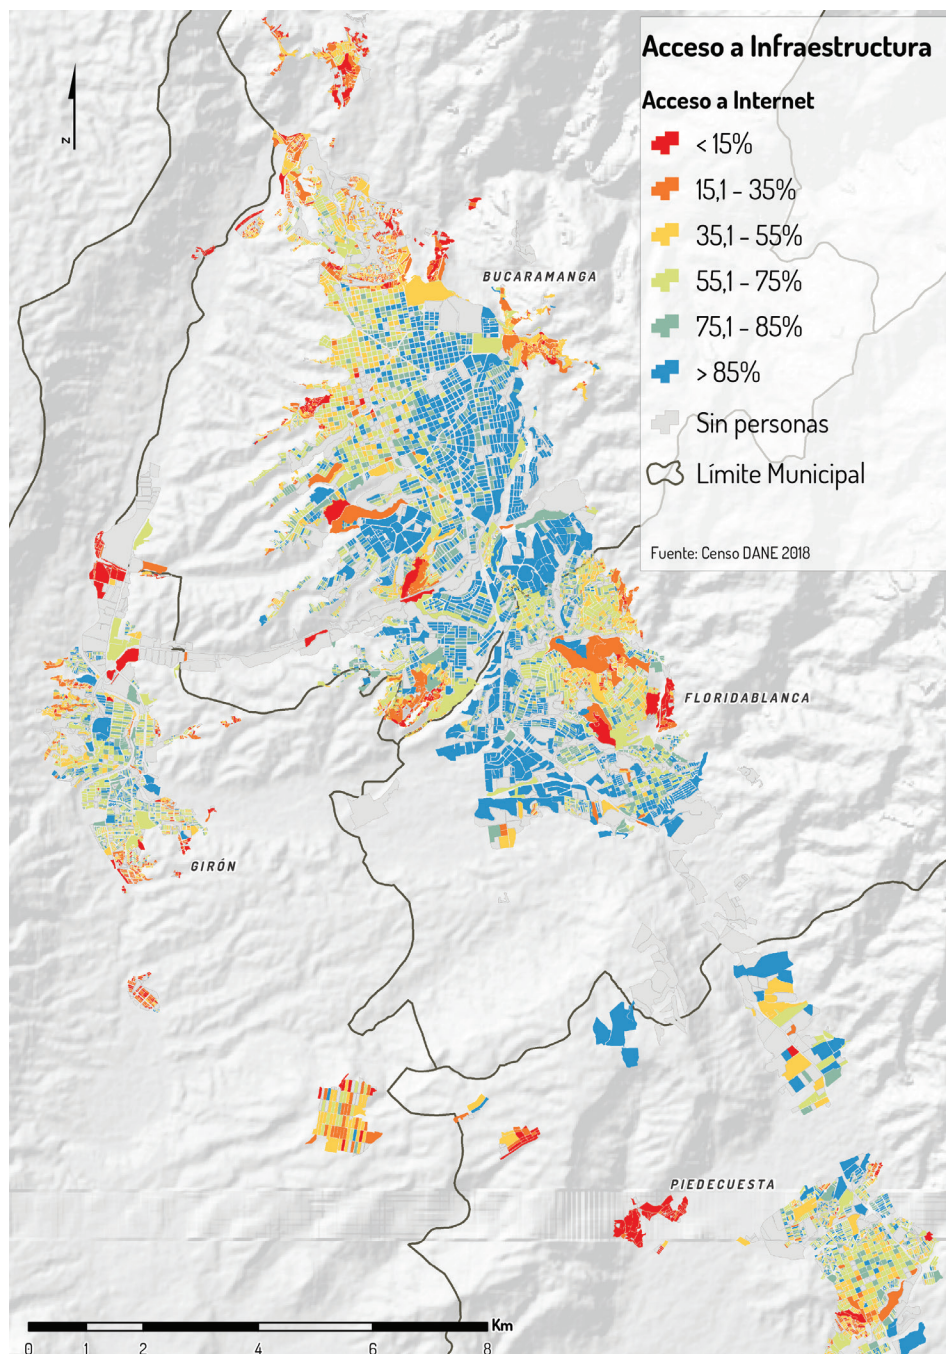 Acceso a Infraestructura
Acceso a Internet
< 15%
15,1 - 35%
35,1 - 55%
55,1 - 75%
75,1 - 85%
> 85%
Sin personas
Límite Municipal
Fuente: Censo DANE 2018
N
BUCARAMANGA
FLORIDABLANCA
GIRÓN
PIEDECUESTA
Km
0 1 2 4 6 8